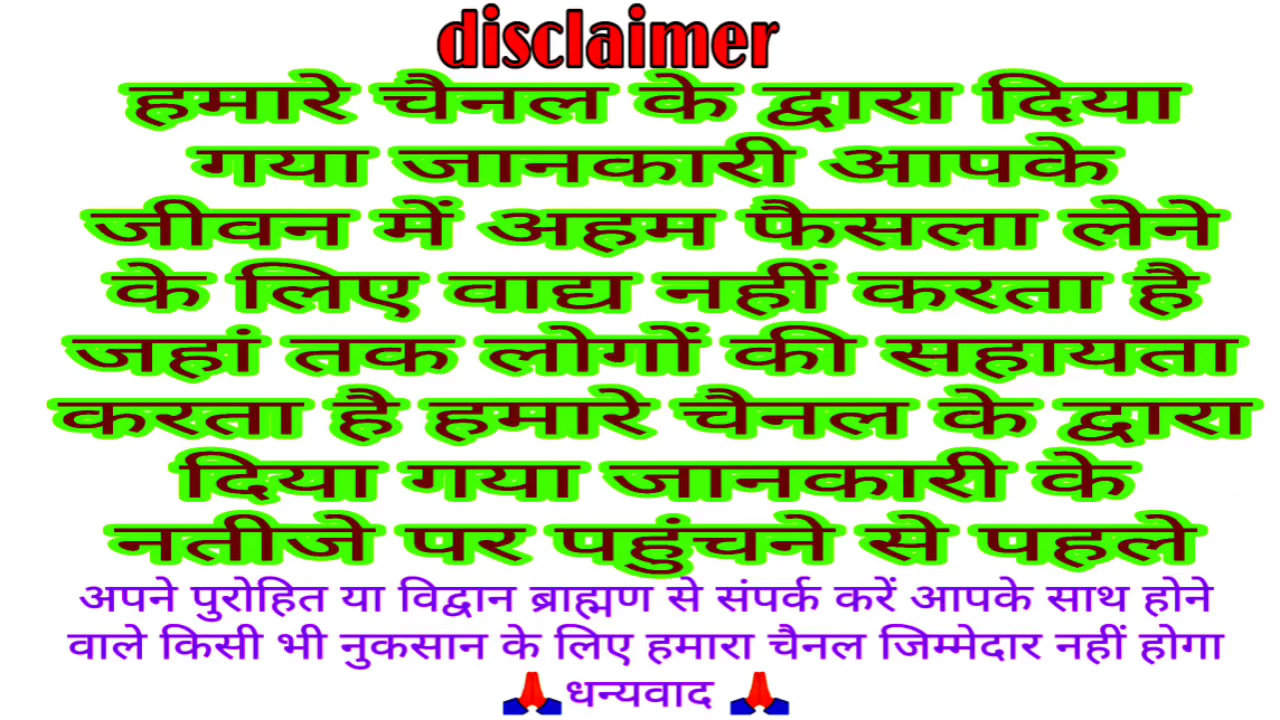 disclaimer
हमारे चैनल के द्वारा दिया
गया जानकारी आपके
जीवन में अहम फैसला लेने
के लिए वाद्य नहीं करता है
जहां तक लोगों की सहायता
करता है हमारे चैनल के द्वारा
दिया गया जानकारी के
नतीजे पर पहुंचने से पहले
अपने पुरोहित या विद्वान ब्राह्मण से संपर्क करें आपके साथ होने
वाले किसी भी नुकसान के लिए हमारा चैनल जिम्मेदार नहीं होगा
🙏धन्यवाद 🙏